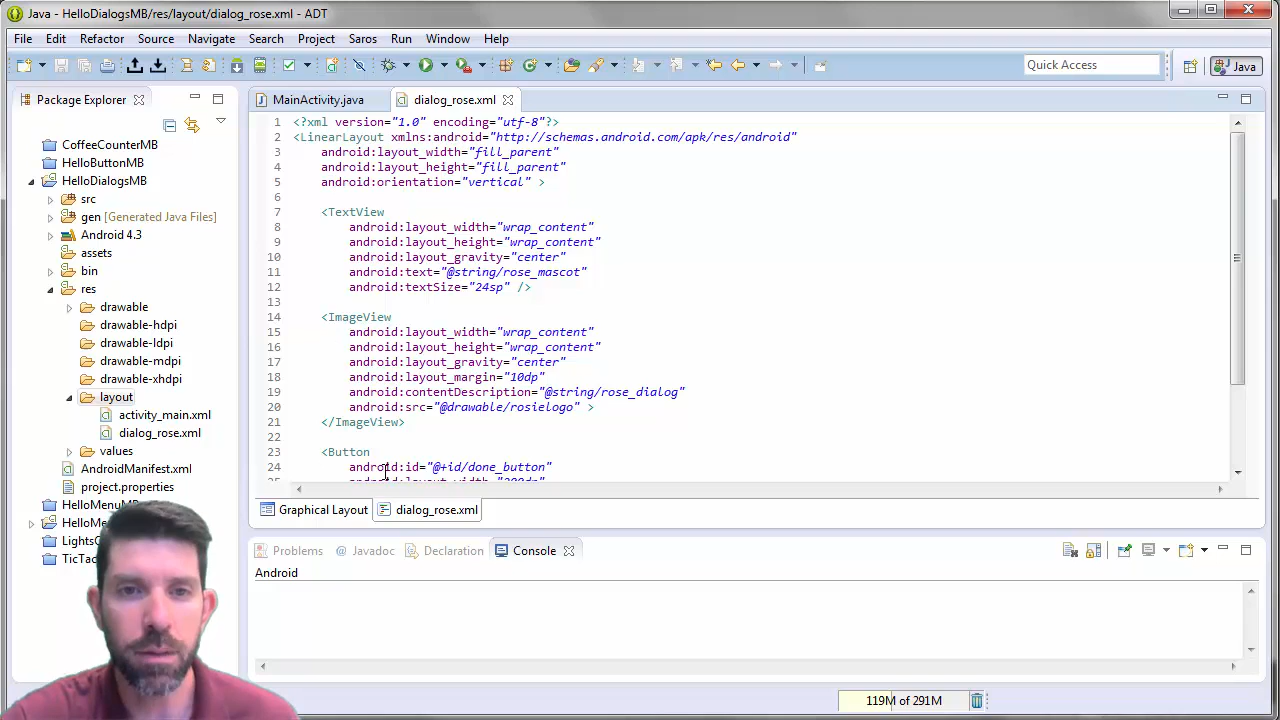 Java - HelloDialogsMB/res/layout/dialog_rose.xml - ADT
File Edit Refactor Source Navigate Search Project Saros Run Window Help
Quick Access
Java
Package Explorer
CoffeeCounterMB
HelloButtonMB
HelloDialogsMB
src
gen [Generated Java Files]
Android 4.3
assets
bin
res
drawable
drawable-hdpi
drawable-ldpi
drawable-mdpi
drawable-xhdpi
layout
activity_main.xml
dialog_rose.xml
values
AndroidManifest.xml
project.properties
HelloMenuMB
HelloMe
Lights
TicTac
MainActivity.java
dialog_rose.xml
1 <?xml version="1.0" encoding="utf-8"?>
2 <LinearLayout xmlns:android="http://schemas.android.com/apk/res/android"
3 android:layout_width="fill_parent"
4 android:layout_height="fill_parent"
5 android:orientation="vertical" >
6
7 <TextView
8 android:layout_width="wrap_content"
9 android:layout_height="wrap_content"
10 android:layout_gravity="center"
11 android:text="@string/rose_mascot"
12 android:textSize="24sp" />
13
14 <ImageView
15 android:layout_width="wrap_content"
16 android:layout_height="wrap_content"
17 android:layout_gravity="center"
18 android:layout_margin="10dp"
19 android:contentDescription="@string/rose_dialog"
20 android:src="@drawable/rosielogo" >
21 </ImageView>
22
23 <Button
24 android:id="@+id/done_button"
Graphical Layout
dialog_rose.xml
Problems
@ Javadoc
Declaration
Console
Android
119M of 291M